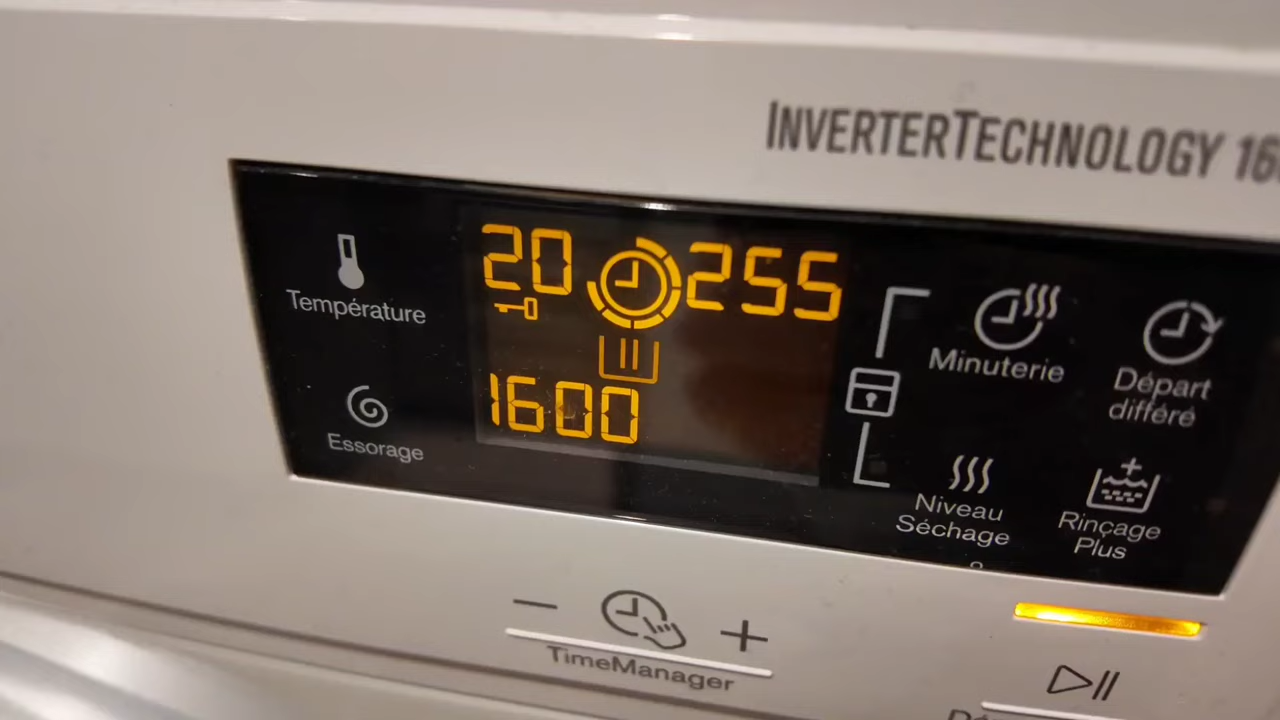 INVERTERTECHNOLOGY 16
Température
20
255
1600
Essorage
Minuterie
Départ
différé
Niveau
Séchage
Rinçage
Plus
TimeManager